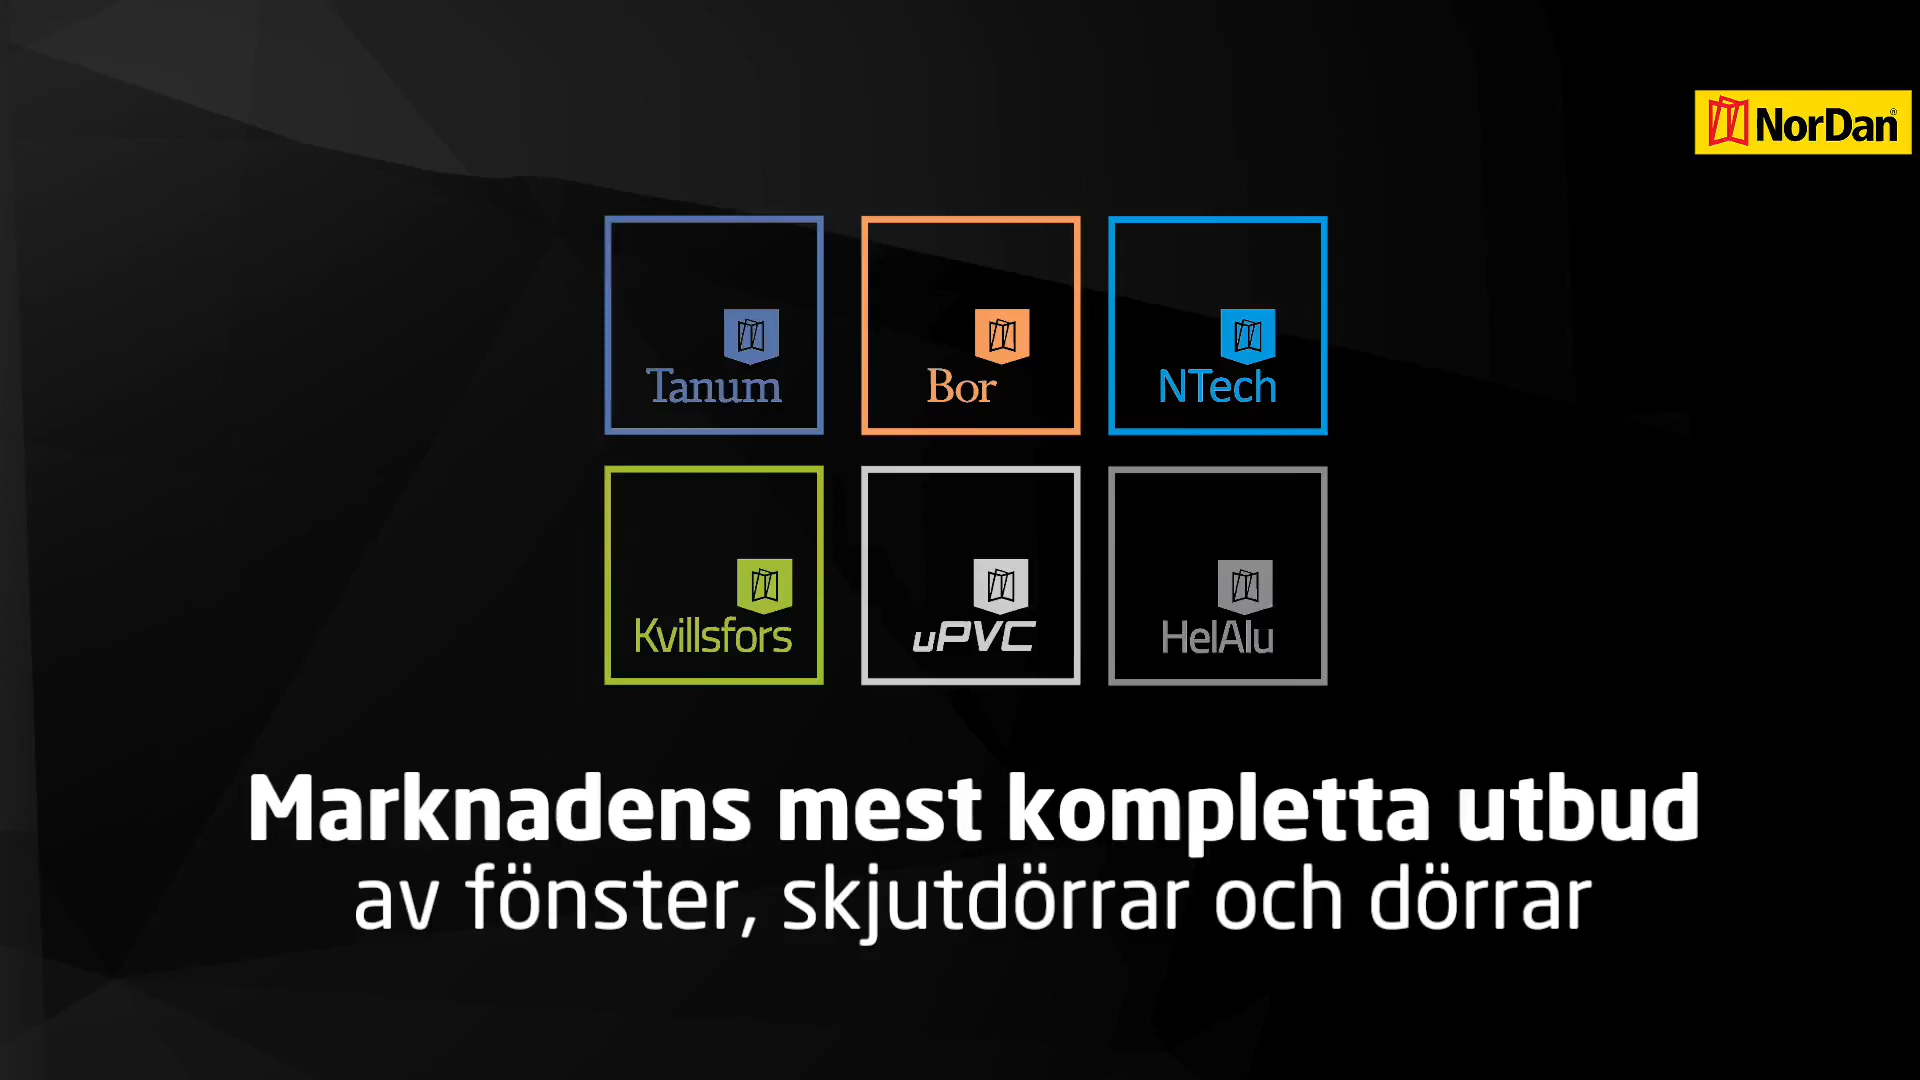 NorDan®
Tanum
Bor
NTech
Kvillsfors
uPVC
HelAlu
Marknadens mest kompletta utbud
av fönster, skjutdörrar och dörrar